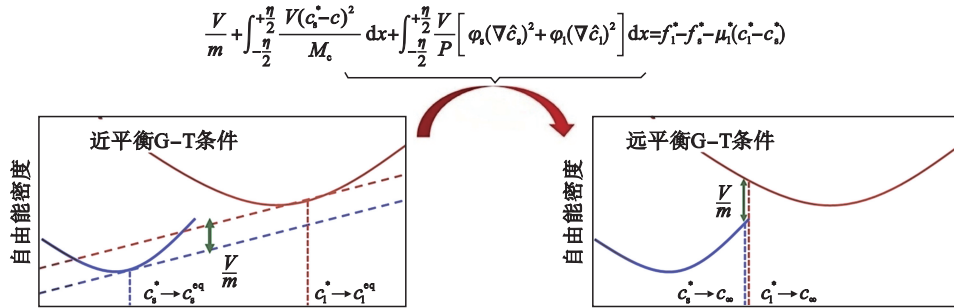 V/m +∫_{-η/2}^{+η/2} V(c_s^*-c)^2/M_c dx+∫_{-η/2}^{+η/2} V/P [φ_s(∇ĉ_s)^2+φ_l(∇ĉ_l)^2]dx=f_l^*-f_s^*-μ_l^*(c_l^*-c_s^*)
近平衡G-T条件
自由能密度
V/m
c_s^*→c_s^{eq} c_l^*→c_l^{eq}
远平衡G-T条件
自由能密度
V/m
c_s^*→c_∞ c_l^*→c_∞